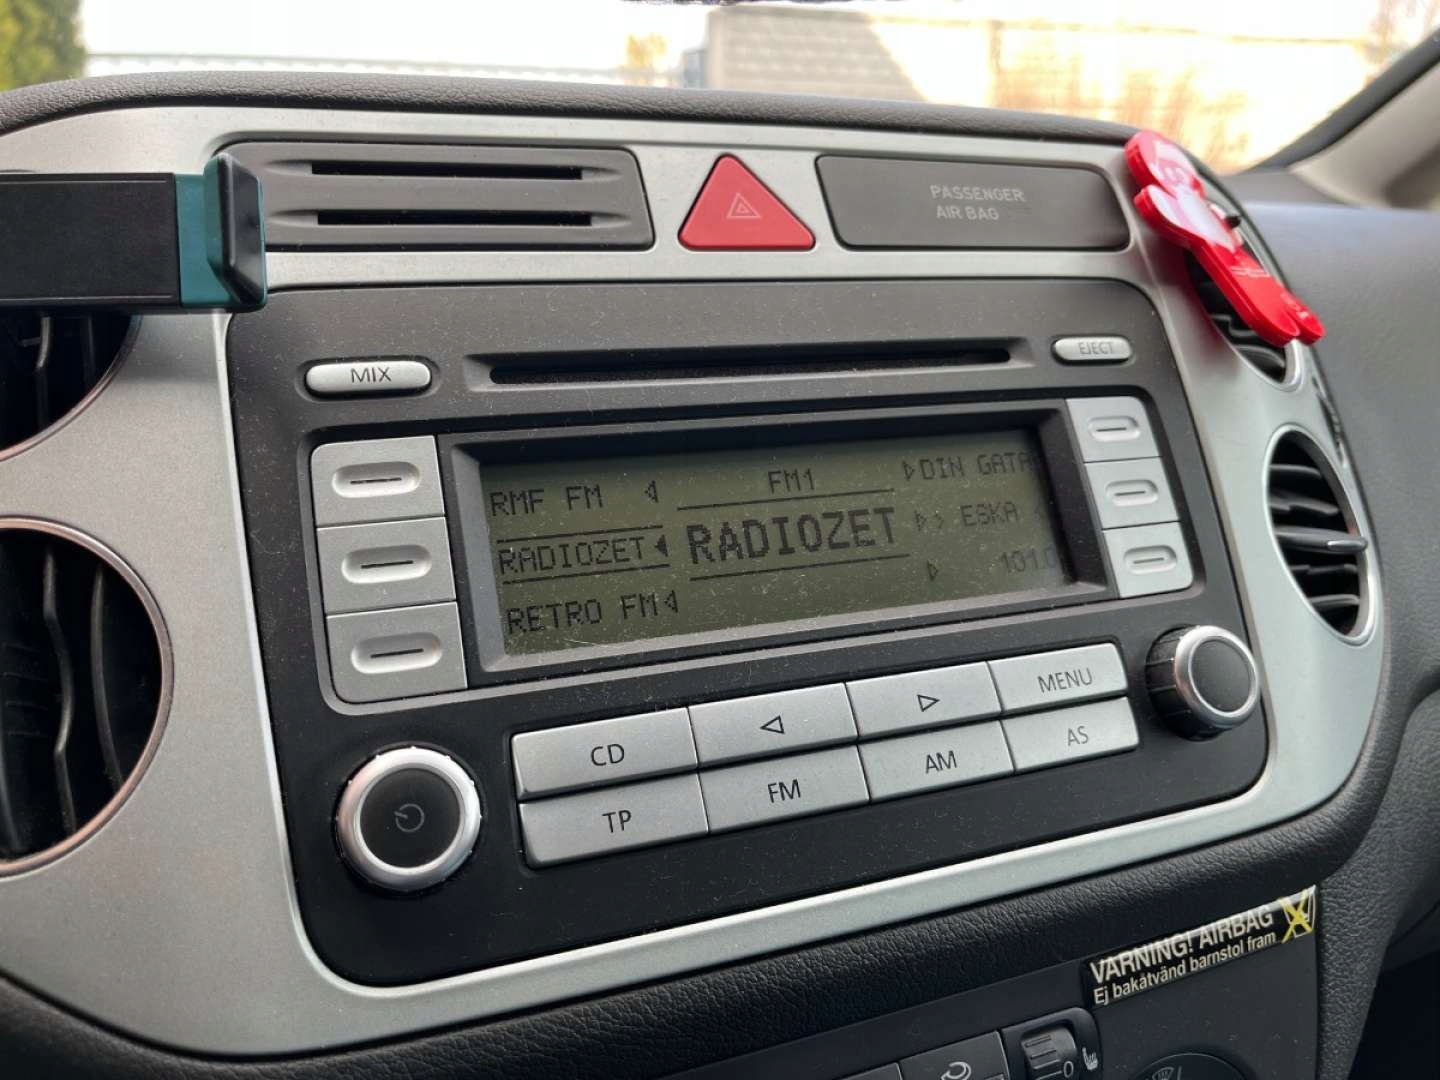 PASSENGER
AIR BAG
MIX
EJECT
RMF FM
FM1
DIN GATA
RADIOZET
RADIOZET
ESKA
RETRO FM
101.0
CD
MENU
TP
FM
AM
AS
VARNING! AIRBAG
Ej bakåtvänd barnstol fram
0